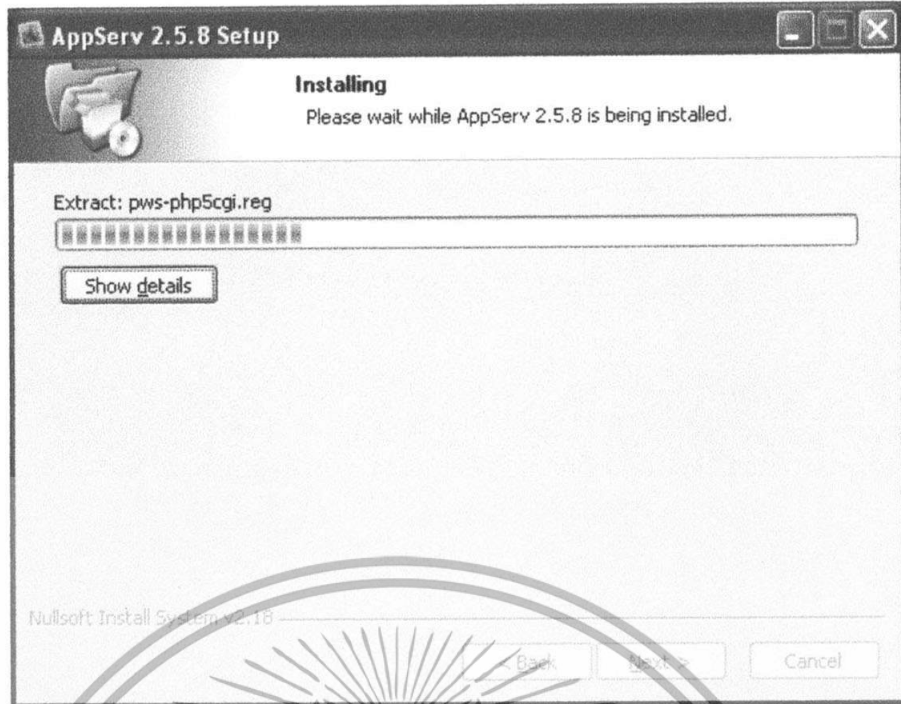 AppServ 2.5.8 Setup
Installing
Please wait while AppServ 2.5.8 is being installed.
Extract: pws-php5cgi.reg
Show details
Nullsoft Install System v2.18
< Back
Next >
Cancel